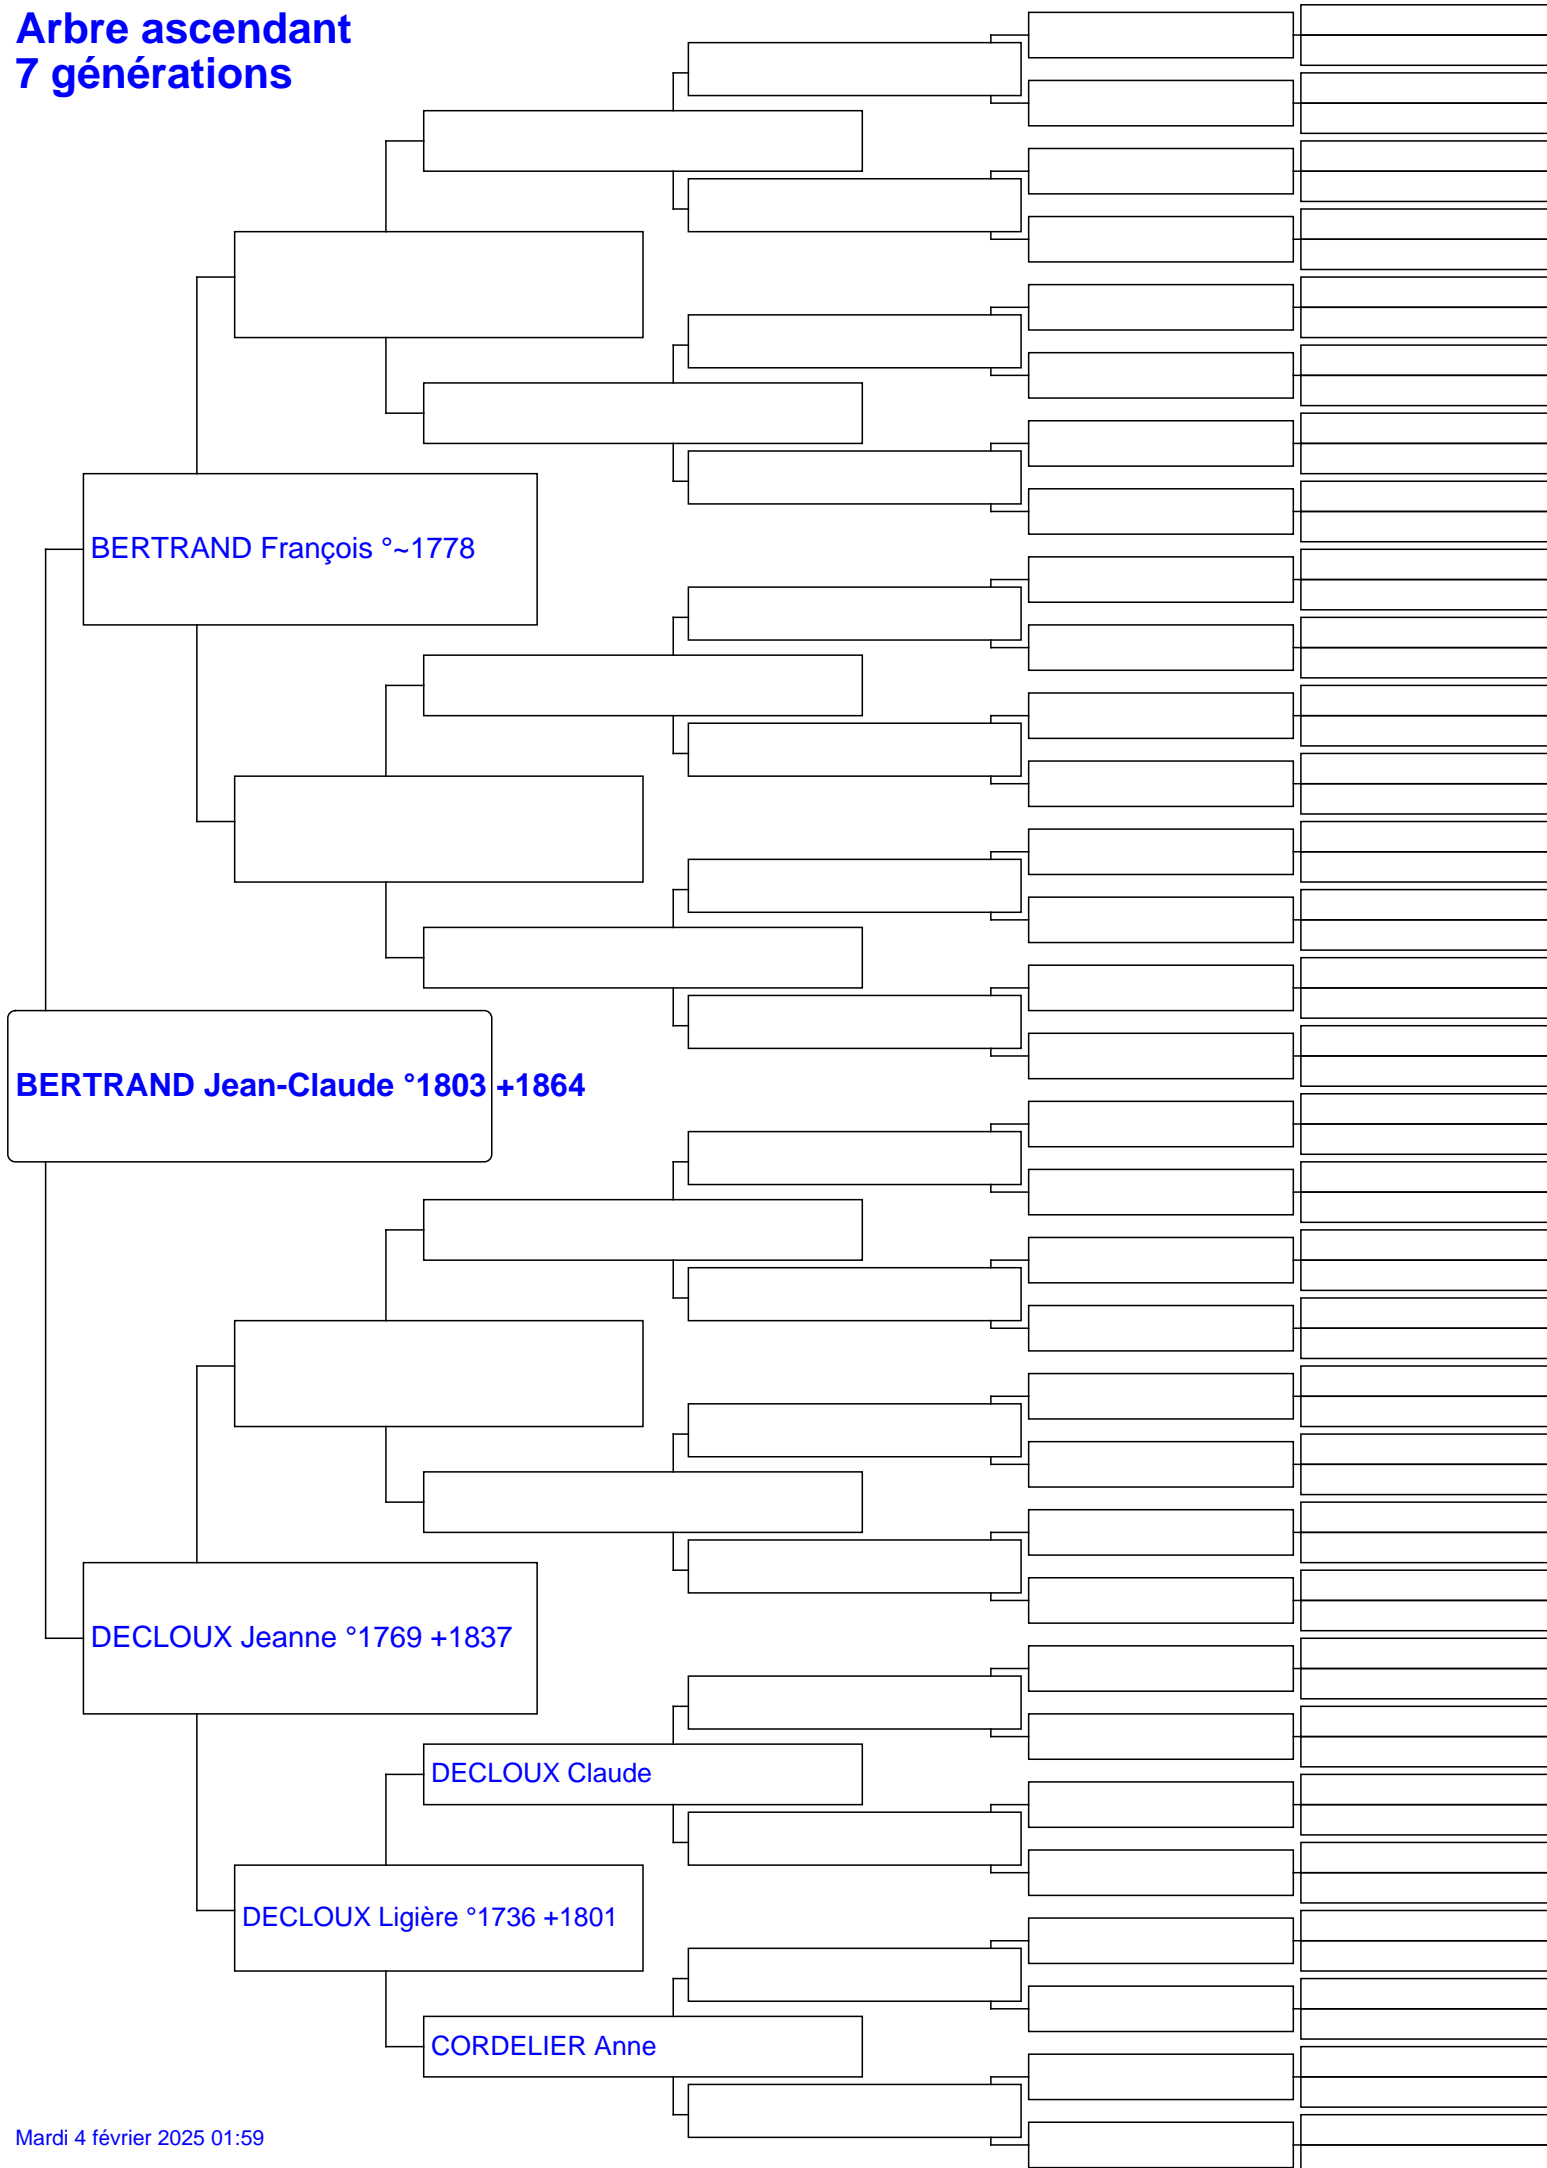 Arbre ascendant
7 générations
BERTRAND François °~1778
BERTRAND Jean-Claude °1803 +1864
DECLOUX Jeanne °1769 +1837
DECLOUX Claude
DECLOUX Ligière °1736 +1801
CORDELIER Anne
Mardi 4 février 2025 01:59